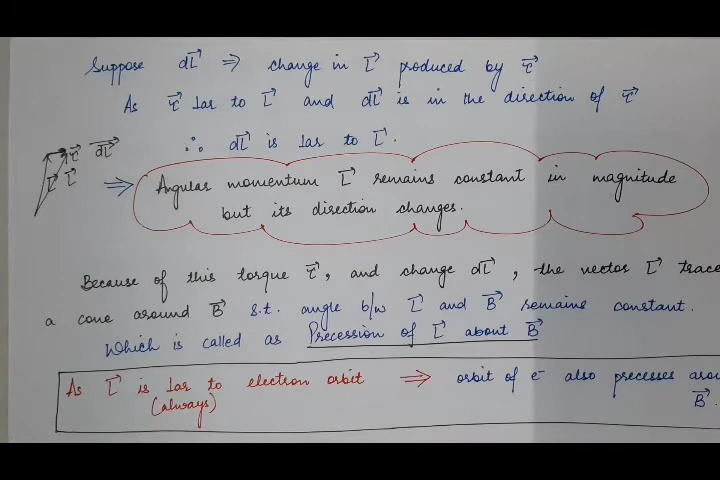 Suppose dL⃗ ⇒ change in L⃗ produced by τ⃗
As τ⃗ ⊥ar to L⃗ and dL⃗ is in the direction of τ⃗
∴ dL⃗ is ⊥ar to L⃗.
τ⃗ dL⃗
L⃗ L⃗
⇒ Angular momentum L⃗ remains constant in magnitude
but its direction changes.
Because of this torque τ⃗, and change dL⃗, the vector L⃗ trace
a cone around B⃗ s.t. angle b/w L⃗ and B⃗ remains constant.
Which is called as Precession of L⃗ about B⃗
As L⃗ is ⊥ar to electron orbit ⇒ orbit of e⁻ also precesses arou
(always) B⃗.